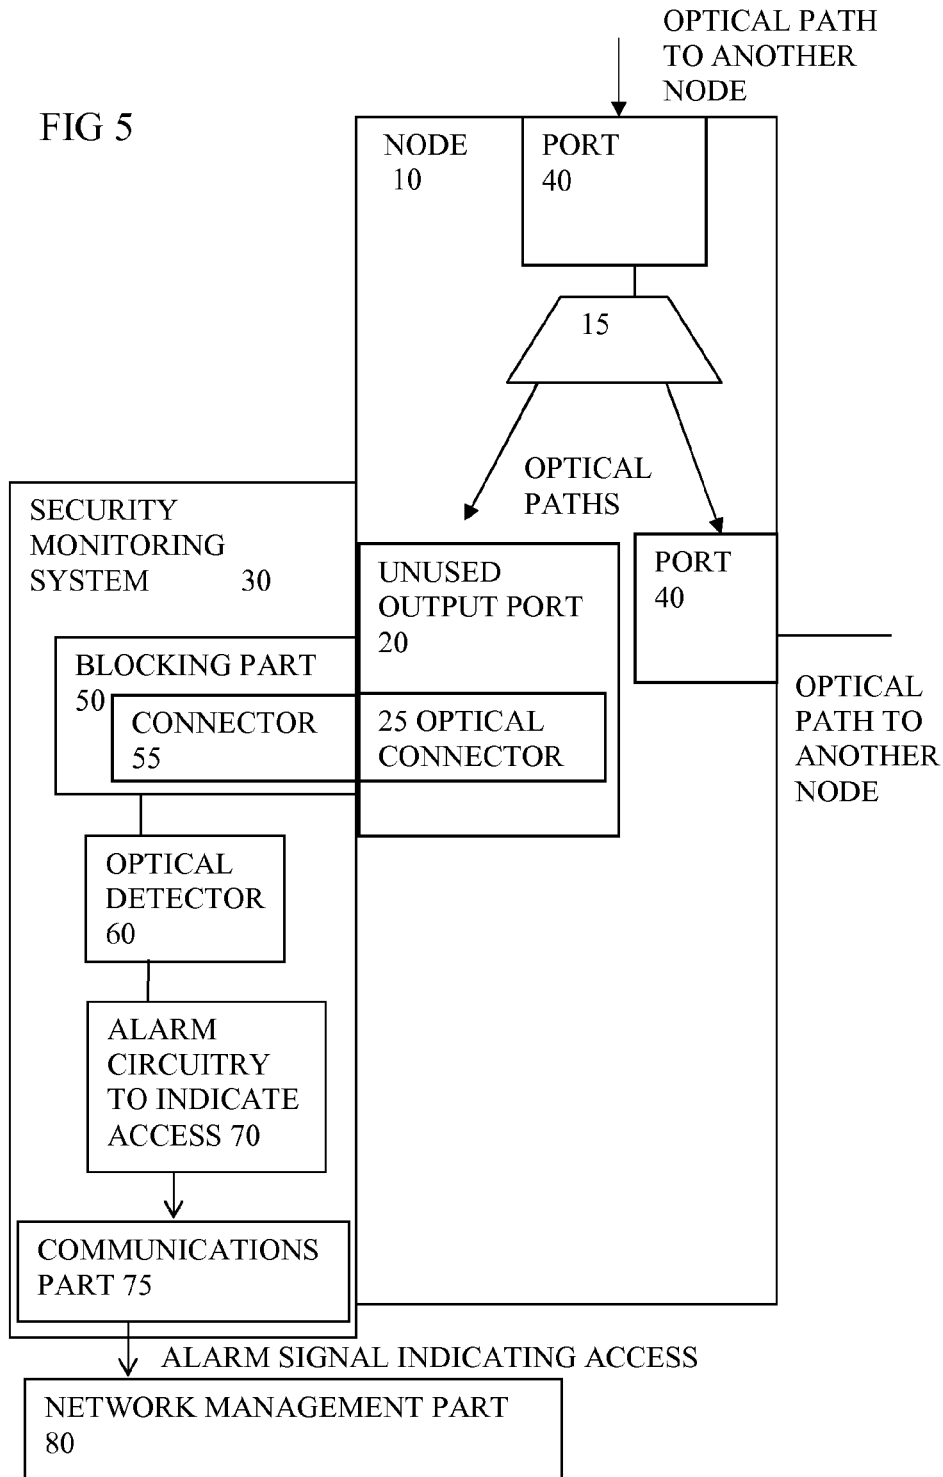 FIG 5
OPTICAL PATH
TO ANOTHER
NODE
NODE
10
PORT
40
15
OPTICAL
PATHS
SECURITY
MONITORING
SYSTEM 30
UNUSED
OUTPUT PORT
20
PORT
40
BLOCKING PART
50
CONNECTOR
55
25 OPTICAL
CONNECTOR
OPTICAL
PATH TO
ANOTHER
NODE
OPTICAL
DETECTOR
60
ALARM
CIRCUITRY
TO INDICATE
ACCESS 70
COMMUNICATIONS
PART 75
ALARM SIGNAL INDICATING ACCESS
NETWORK MANAGEMENT PART
80